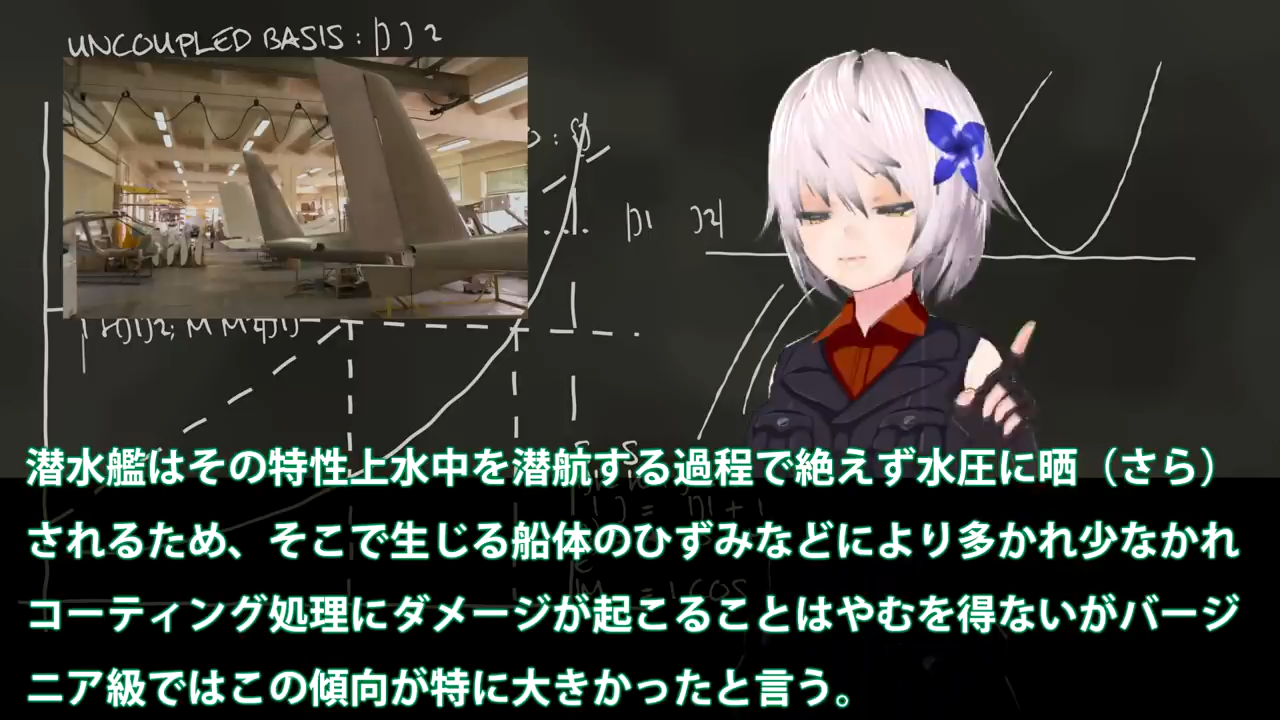 UNCOUPLED BASIS : |J J 2
潜水艦はその特性上水中を潜航する過程で絶えず水圧に晒（さら）
されるため、そこで生じる船体のひずみなどにより多かれ少なかれ
コーティング処理にダメージが起こることはやむを得ないがバージ
ニア級ではこの傾向が特に大きかったと言う。